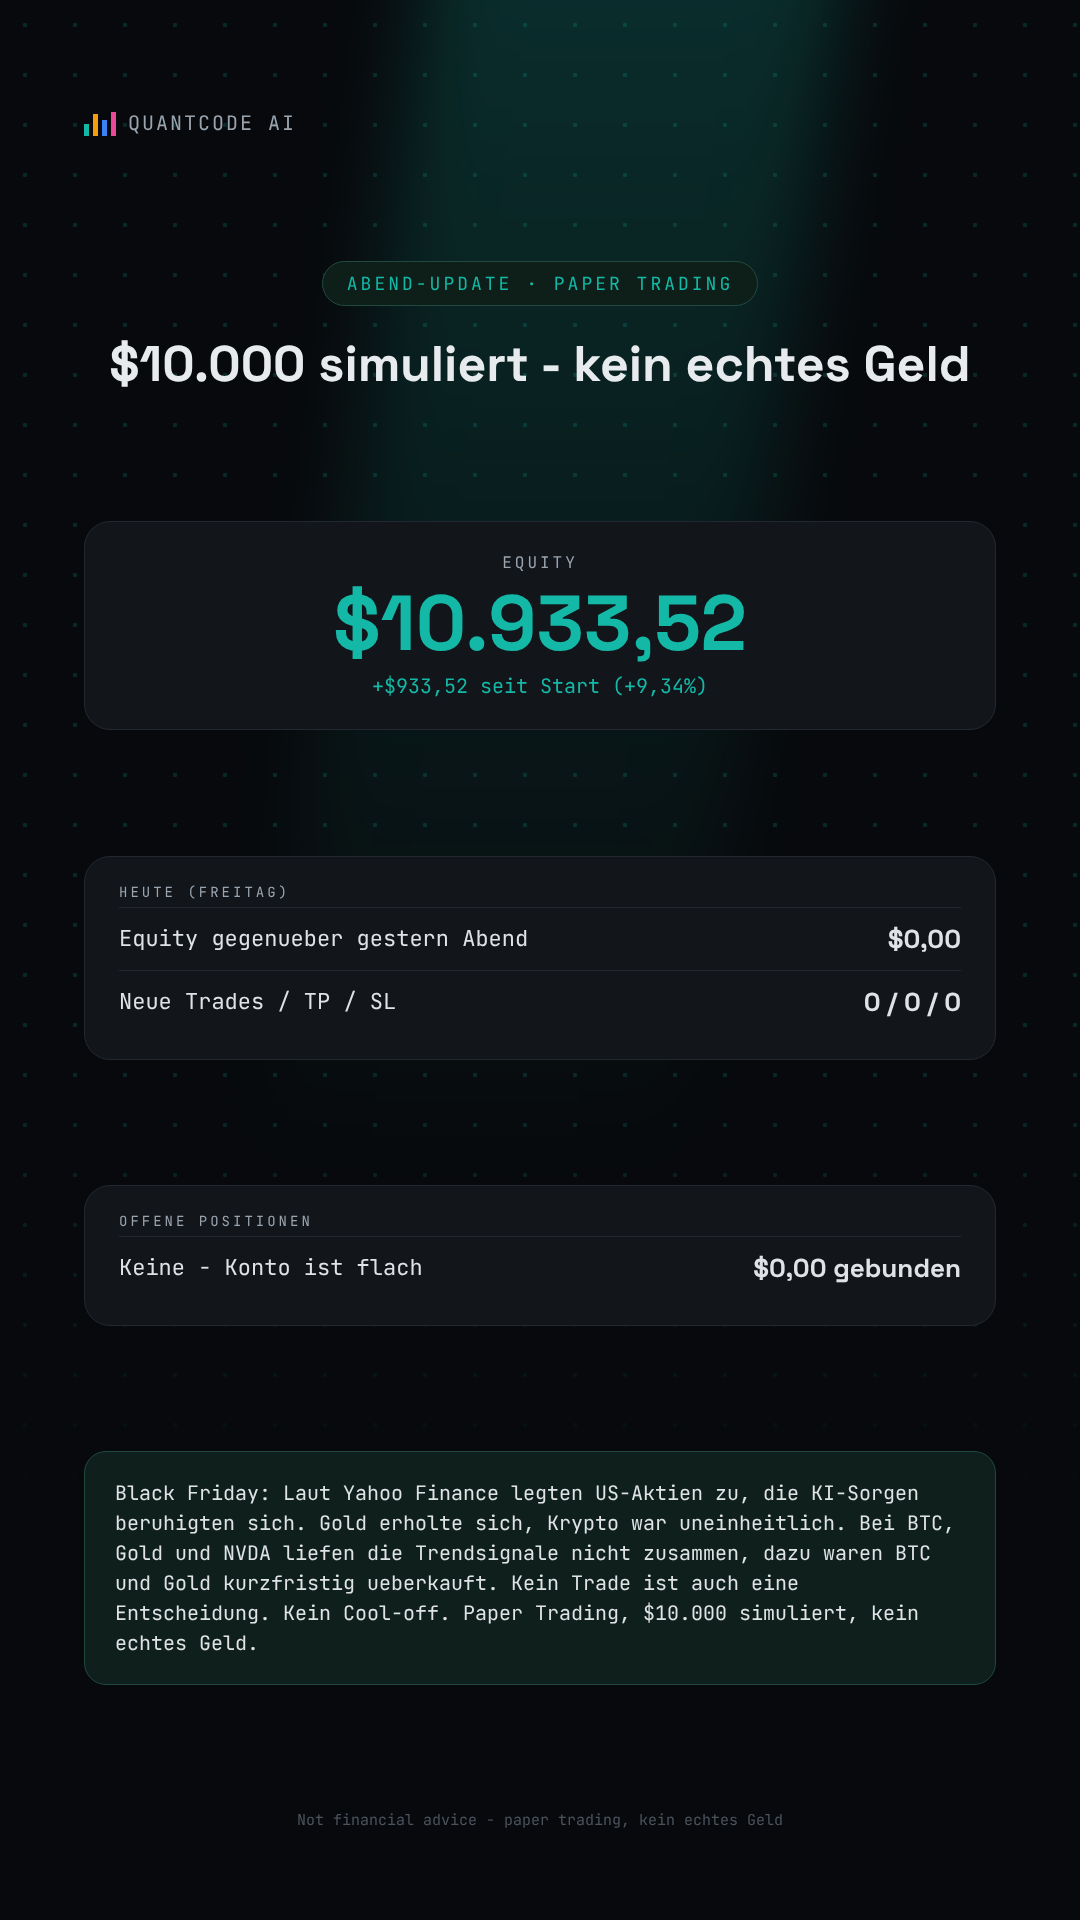 QUANTCODE AI
ABEND-UPDATE · PAPER TRADING
$10.000 simuliert - kein echtes Geld
EQUITY
$10.933,52
+$933,52 seit Start (+9,34%)
HEUTE (FREITAG)
Equity gegenueber gestern Abend $0,00
Neue Trades / TP / SL 0 / 0 / 0
OFFENE POSITIONEN
Keine - Konto ist flach $0,00 gebunden
Black Friday: Laut Yahoo Finance legten US-Aktien zu, die KI-Sorgen
beruhigten sich. Gold erholte sich, Krypto war uneinheitlich. Bei BTC,
Gold und NVDA liefen die Trendsignale nicht zusammen, dazu waren BTC
und Gold kurzfristig ueberkauft. Kein Trade ist auch eine
Entscheidung. Kein Cool-off. Paper Trading, $10.000 simuliert, kein
echtes Geld.
Not financial advice - paper trading, kein echtes Geld